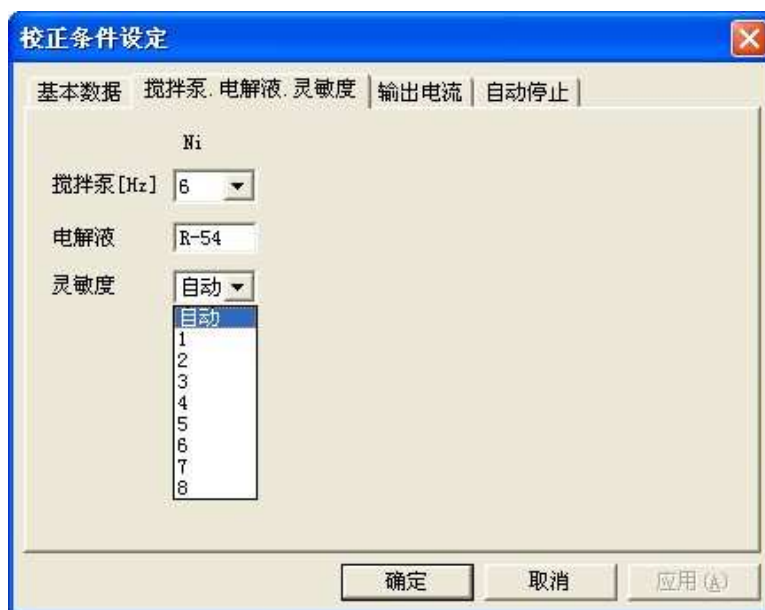 校正条件设定
基本数据 搅拌泵.电解液.灵敏度 输出电流 自动停止
Ni
搅拌泵[Hz] 6
电解液 R-54
灵敏度 自动
自动
1
2
3
4
5
6
7
8
确定 取消 应用(A)